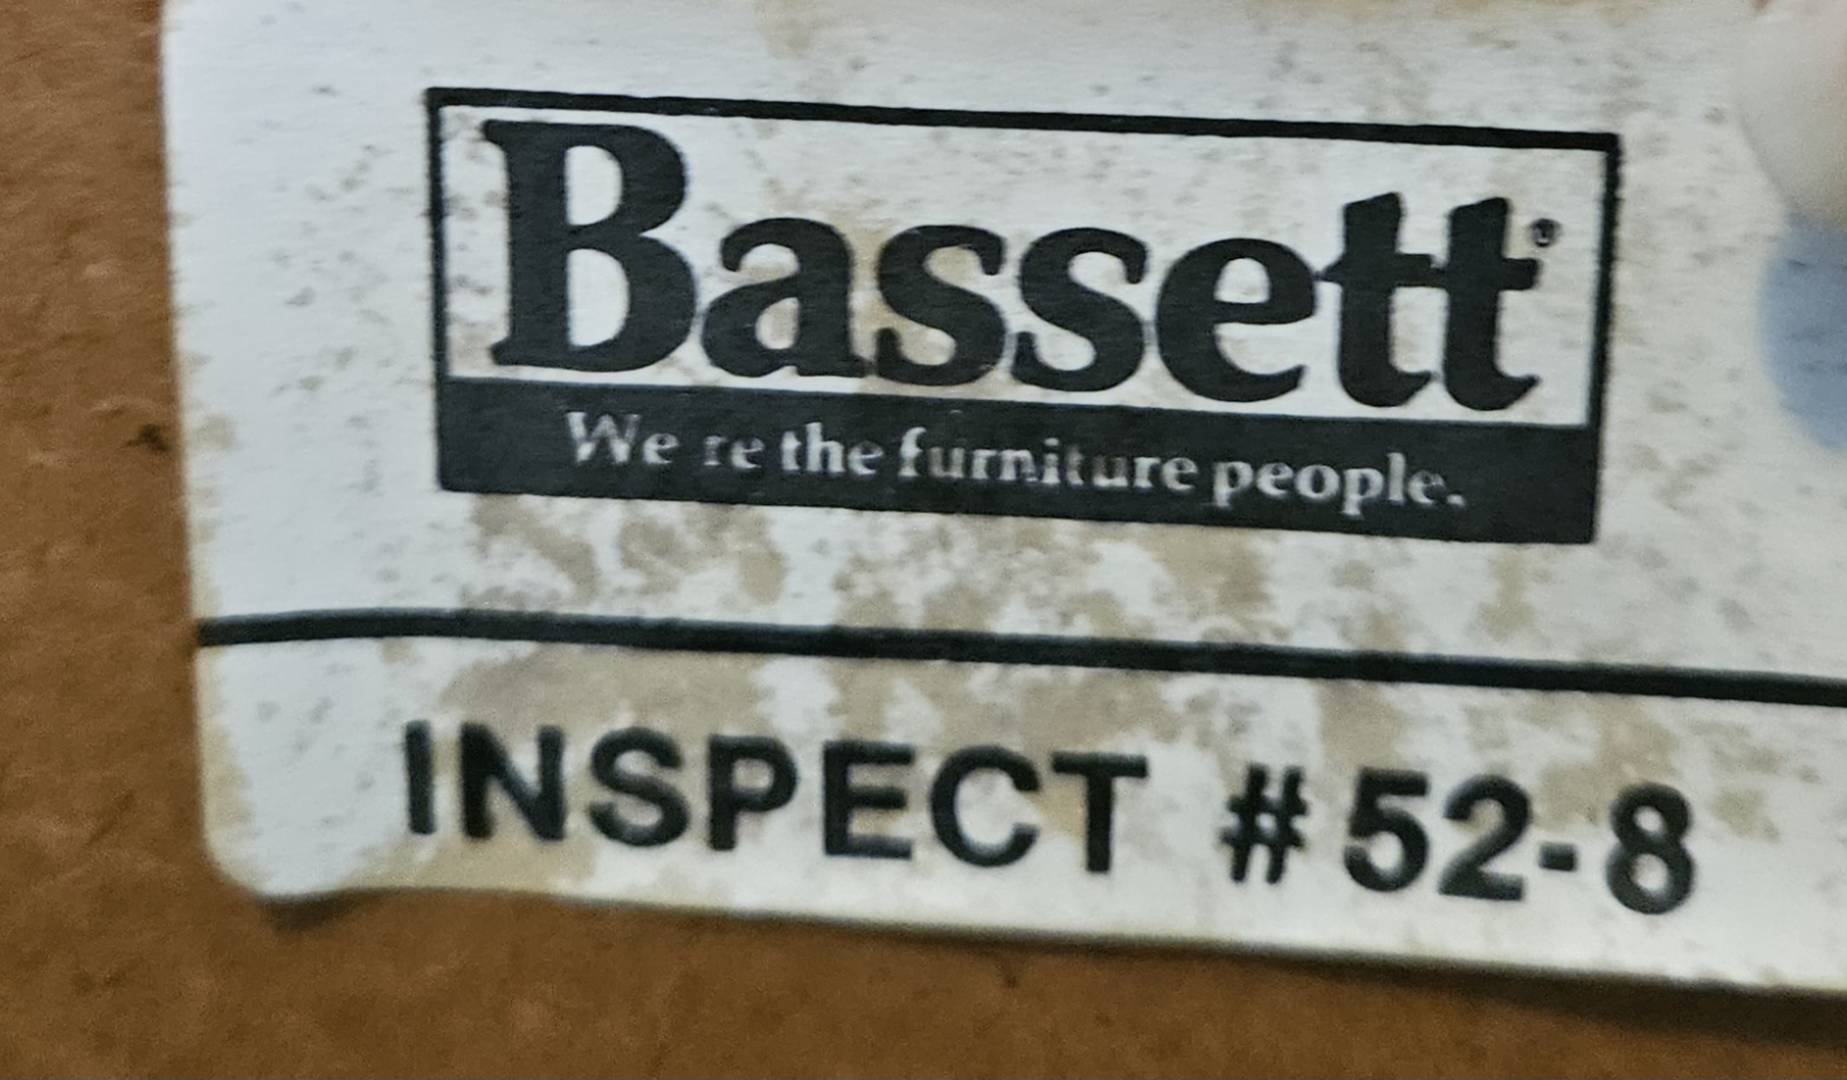 Bassett®
We re the furniture people.
INSPECT #52-8